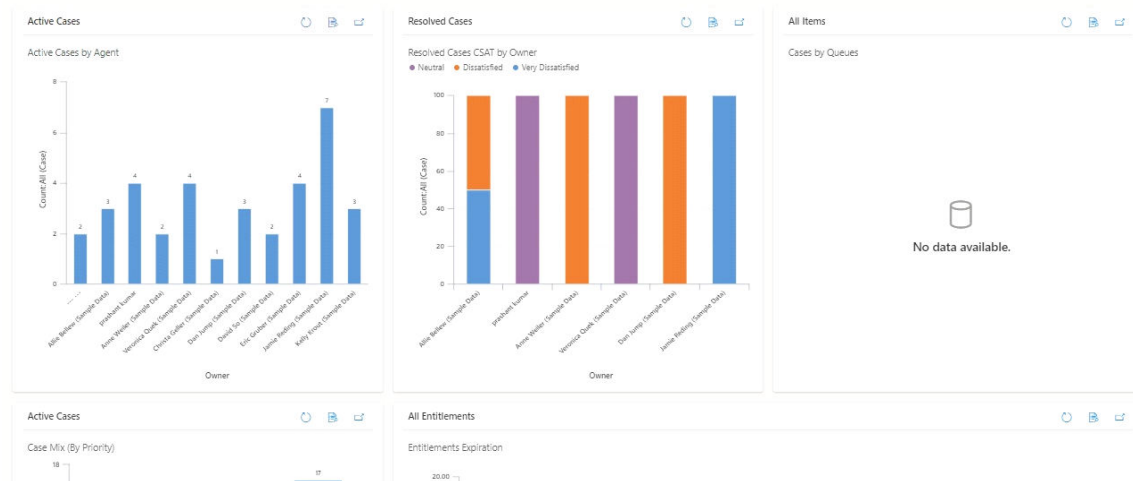 Active Cases
Active Cases by Agent
8
6
4
2
0
Count:All (Case)
2
3
4
2
4
1
3
2
4
7
3
Allie Bellew (Sample Data)
prashant kumar
Anne Weiler (Sample Data)
Veronica Quek (Sample Data)
Christa Geller (Sample Data)
Dan Jump (Sample Data)
David So (Sample Data)
Eric Gruber (Sample Data)
Jamie Reding (Sample Data)
Kelly Krout (Sample Data)
Owner
Resolved Cases
Resolved Cases CSAT by Owner
Neutral Dissatisfied Very Dissatisfied
100
80
60
40
20
0
Count:All (Case)
Allie Bellew (Sample Data)
prashant kumar
Anne Weiler (Sample Data)
Veronica Quek (Sample Data)
Dan Jump (Sample Data)
Jamie Reding (Sample Data)
Owner
All Items
Cases by Queues
No data available.
Active Cases
Case Mix (By Priority)
18
17
All Entitlements
Entitlements Expiration
20.00